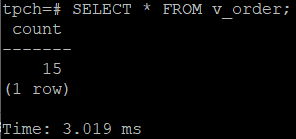 tpch=# SELECT * FROM v_order;
 count
-------
    15
(1 row)

Time: 3.019 ms